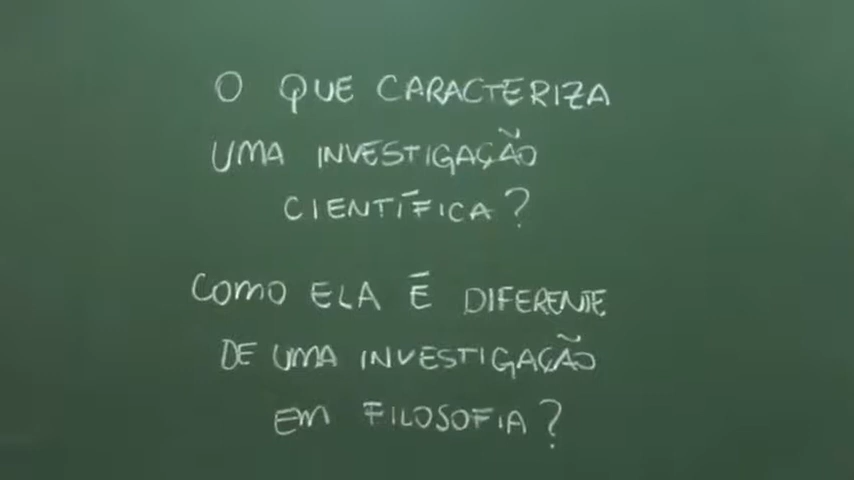 O QUE CARACTERIZA
UMA INVESTIGAÇÃO
CIENTÍFICA?
COMO ELA É DIFERENTE
DE UMA INVESTIGAÇÃO
EM FILOSOFIA?